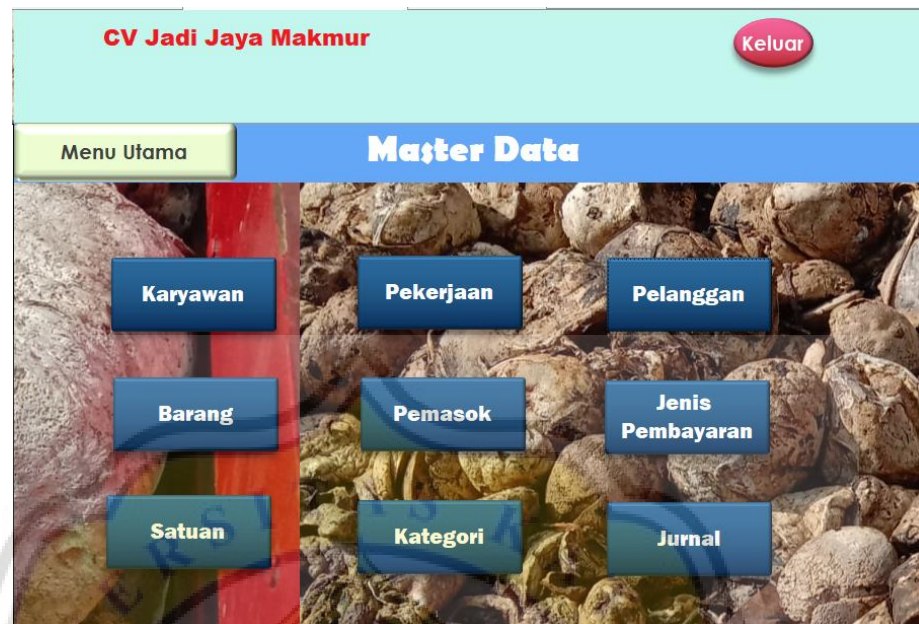 CV Jadi Jaya Makmur
Keluar
Menu Utama
Master Data
Karyawan
Pekerjaan
Pelanggan
Barang
Pemasok
Jenis
Pembayaran
Satuan
Kategori
Jurnal